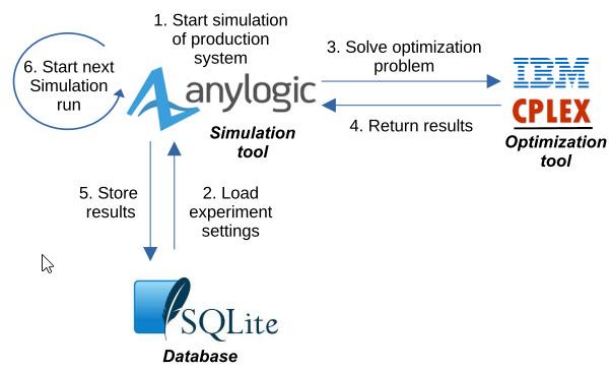 1. Start simulation
of production
system
6. Start next
Simulation
run
anylogic
Simulation
tool
3. Solve optimization
problem
4. Return results
IBM
CPLEX
Optimization
tool
5. Store
results
2. Load
experiment
settings
SQLite
Database